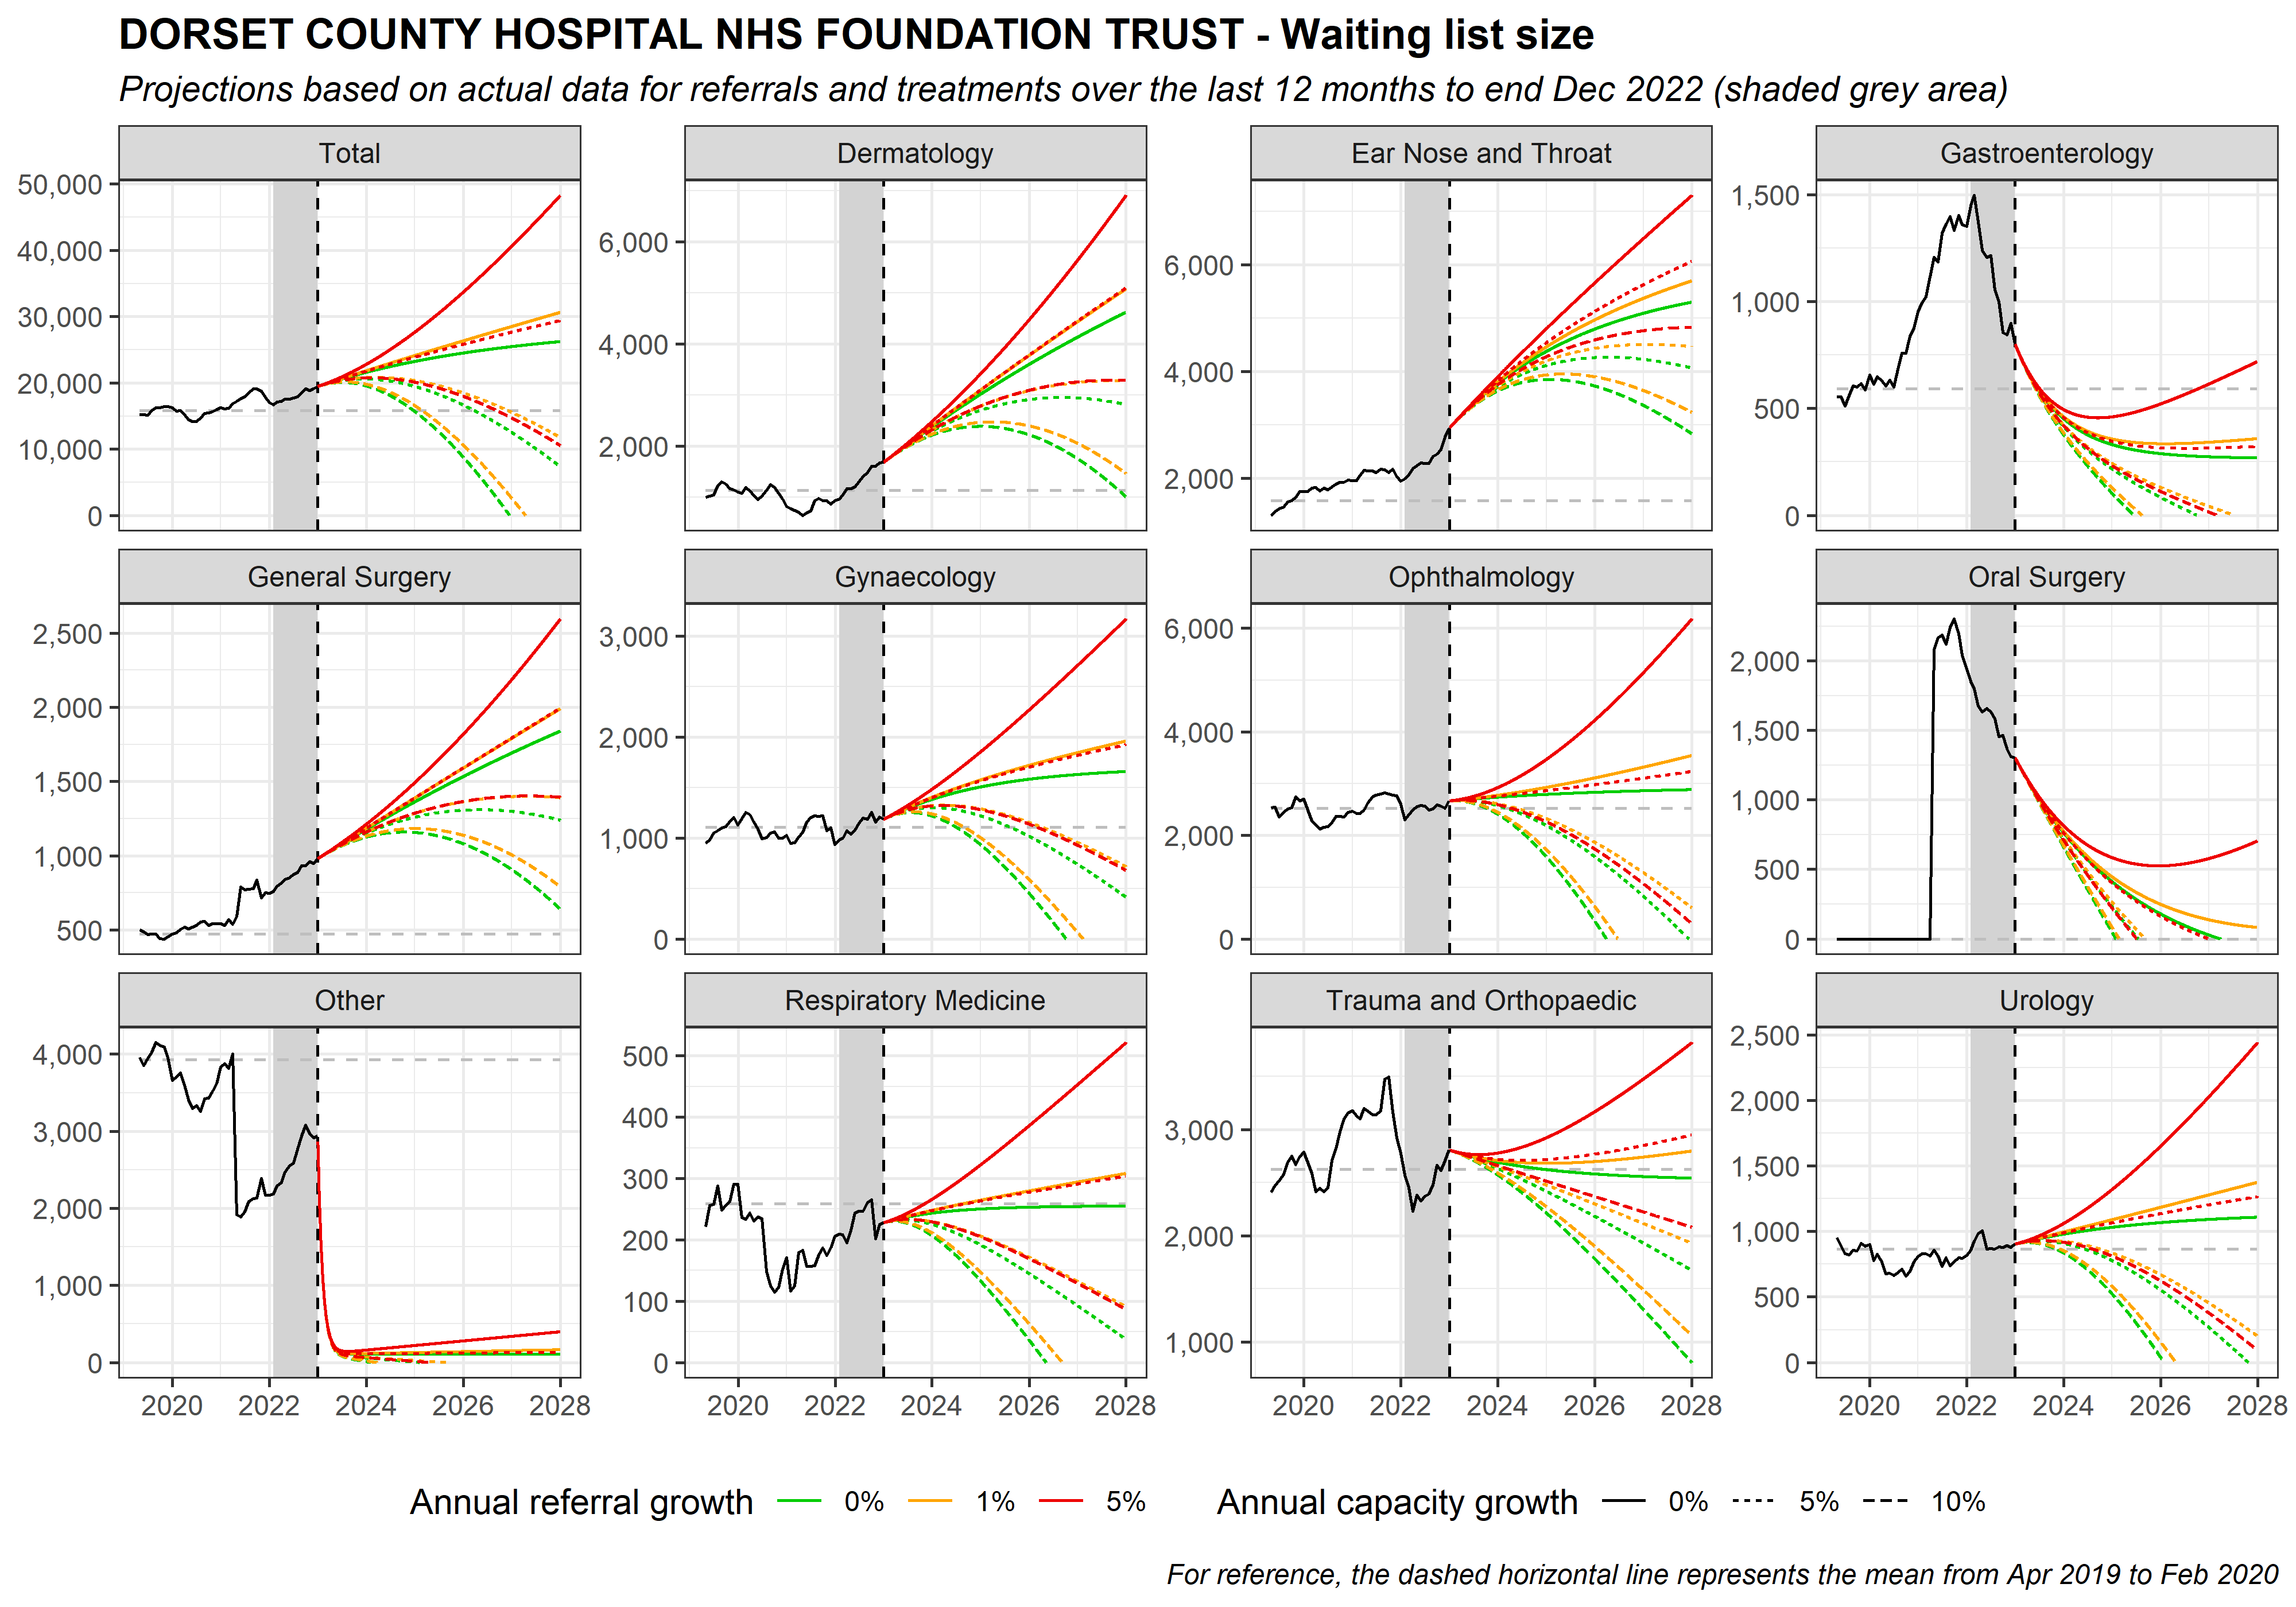 DORSET COUNTY HOSPITAL NHS FOUNDATION TRUST - Waiting list size
Projections based on actual data for referrals and treatments over the last 12 months to end Dec 2022 (shaded grey area)
Total
50,000
40,000
30,000
20,000
10,000
0
Dermatology
6,000
4,000
2,000
Ear Nose and Throat
6,000
4,000
2,000
Gastroenterology
1,500
1,000
500
0
General Surgery
2,500
2,000
1,500
1,000
500
Gynaecology
3,000
2,000
1,000
0
Ophthalmology
6,000
4,000
2,000
0
Oral Surgery
2,000
1,500
1,000
500
0
Other
4,000
3,000
2,000
1,000
0
2020 2022 2024 2026 2028
Respiratory Medicine
500
400
300
200
100
0
2020 2022 2024 2026 2028
Trauma and Orthopaedic
3,000
2,000
1,000
2020 2022 2024 2026 2028
Urology
2,500
2,000
1,500
1,000
500
0
2020 2022 2024 2026 2028
Annual referral growth 0% 1% 5%
Annual capacity growth 0% 5% 10%
For reference, the dashed horizontal line represents the mean from Apr 2019 to Feb 2020